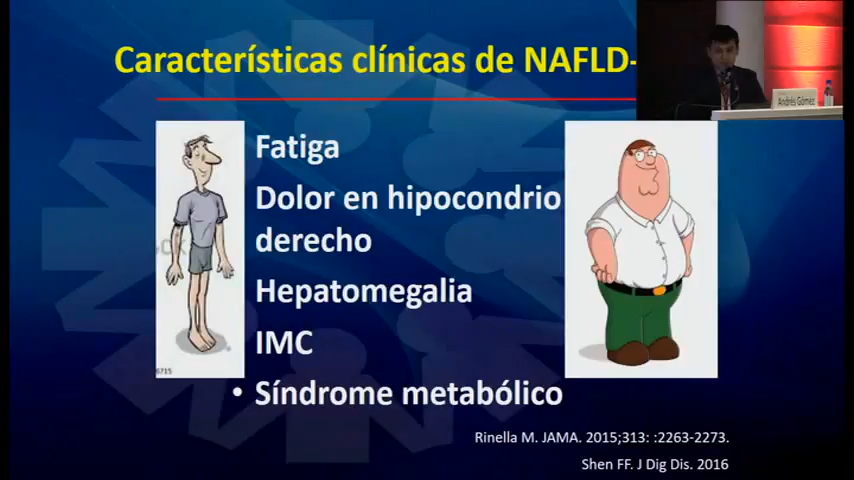 Características clínicas de NAFLD-
Andrés Gómez
Fatiga
Dolor en hipocondrio
derecho
Hepatomegalia
IMC
• Síndrome metabólico
6715
Rinella M. JAMA. 2015;313: :2263-2273.
Shen FF. J Dig Dis. 2016